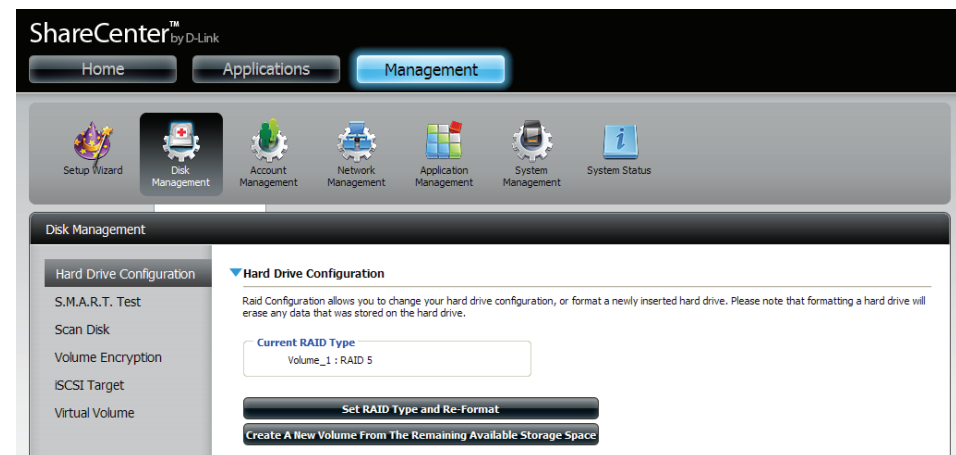 ShareCenter™ by D-Link
Home
Applications
Management
Setup Wizard
Disk
Management
Account
Management
Network
Management
Application
Management
System
Management
System Status
Disk Management
Hard Drive Configuration
S.M.A.R.T. Test
Scan Disk
Volume Encryption
iSCSI Target
Virtual Volume
Hard Drive Configuration
Raid Configuration allows you to change your hard drive configuration, or format a newly inserted hard drive. Please note that formatting a hard drive will
erase any data that was stored on the hard drive.
Current RAID Type
Volume_1 : RAID 5
Set RAID Type and Re-Format
Create A New Volume From The Remaining Available Storage Space